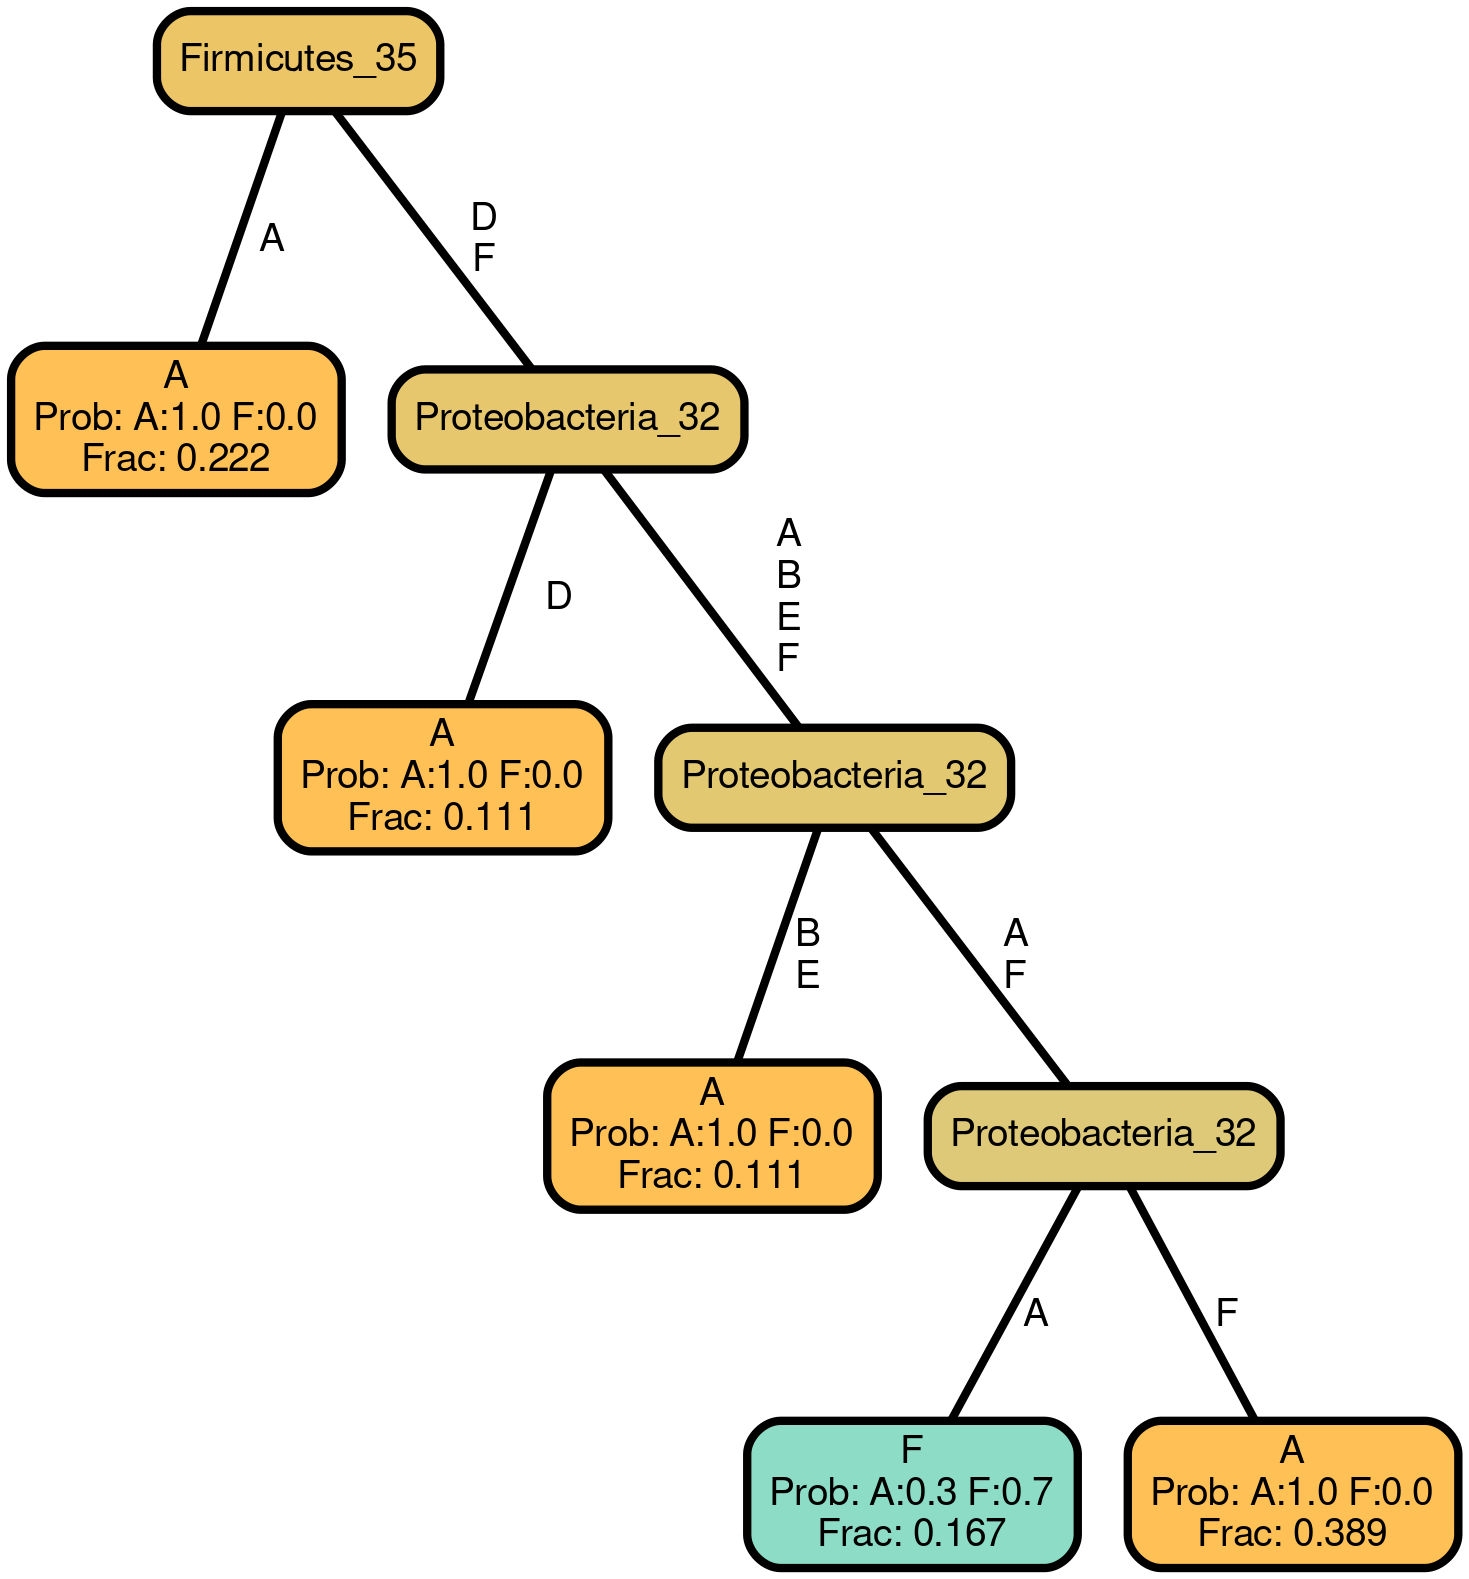 Firmicutes_35
A
D
F
A
Prob: A:1.0 F:0.0
Frac: 0.222
Proteobacteria_32
D
A
B
E
F
A
Prob: A:1.0 F:0.0
Frac: 0.111
Proteobacteria_32
B
E
A
F
A
Prob: A:1.0 F:0.0
Frac: 0.111
Proteobacteria_32
A
F
F
Prob: A:0.3 F:0.7
Frac: 0.167
A
Prob: A:1.0 F:0.0
Frac: 0.389